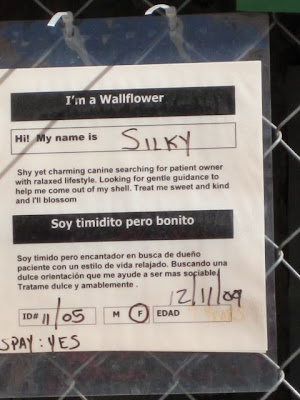 I'm a Wallflower
Hi! My name is SILKY
Shy yet charming canine searching for patient owner
with ralaxed lifestyle. Looking for gentle guidance to
help me come out of my shell. Treat me sweet and kind
and I'll blossom
Soy timidito pero bonito
Soy timido pero encantador en busca de dueño
paciente con un estilo de vida relajado. Buscando una
dulce orientación que me ayude a ser mas sociable.
Tratame dulce y amablemente .
12/11/09
ID# 11/05 M F EDAD
SPAY: YES